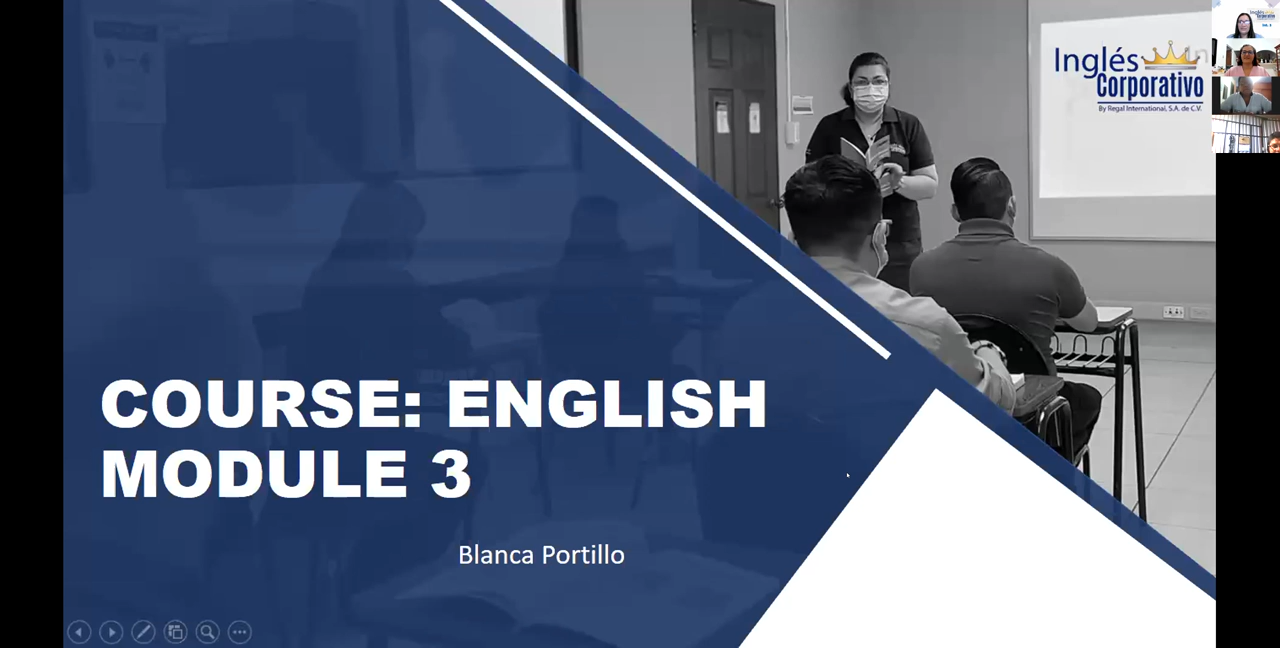 Inglés
Corporativo
By Regal International, S.A. de C.V.
COURSE: ENGLISH
MODULE 3
Blanca Portillo